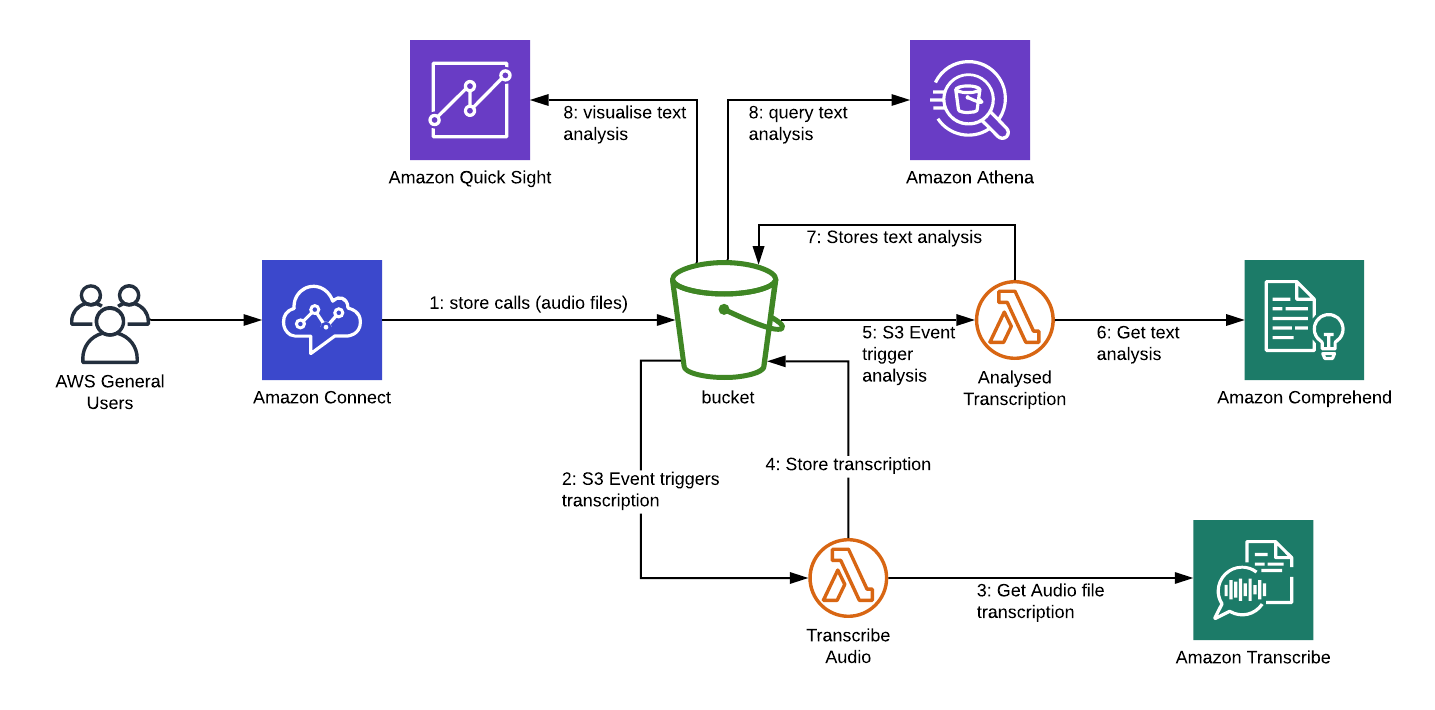 8: visualise text
analysis
8: query text
analysis
Amazon Quick Sight
Amazon Athena
7: Stores text analysis
1: store calls (audio files)
5: S3 Event
trigger
analysis
6: Get text
analysis
AWS General
Users
Amazon Connect
bucket
Analysed
Transcription
Amazon Comprehend
4: Store transcription
2: S3 Event triggers
transcription
3: Get Audio file
transcription
Transcribe
Audio
Amazon Transcribe